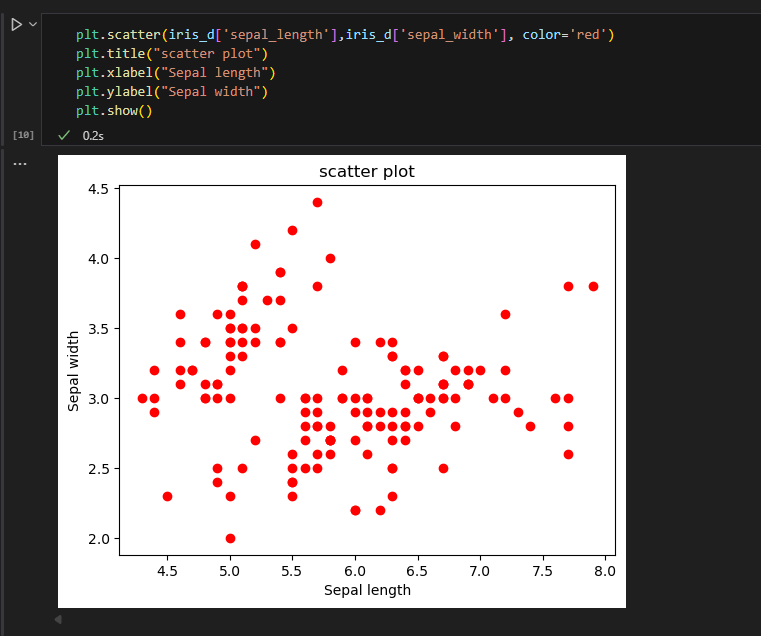 plt.scatter(iris_d['sepal_length'],iris_d['sepal_width'], color='red')
plt.title("scatter plot")
plt.xlabel("Sepal length")
plt.ylabel("Sepal width")
plt.show()
[10]
0.2s
scatter plot
4.5
4.0
3.5
3.0
2.5
2.0
Sepal width
4.5 5.0 5.5 6.0 6.5 7.0 7.5 8.0
Sepal length